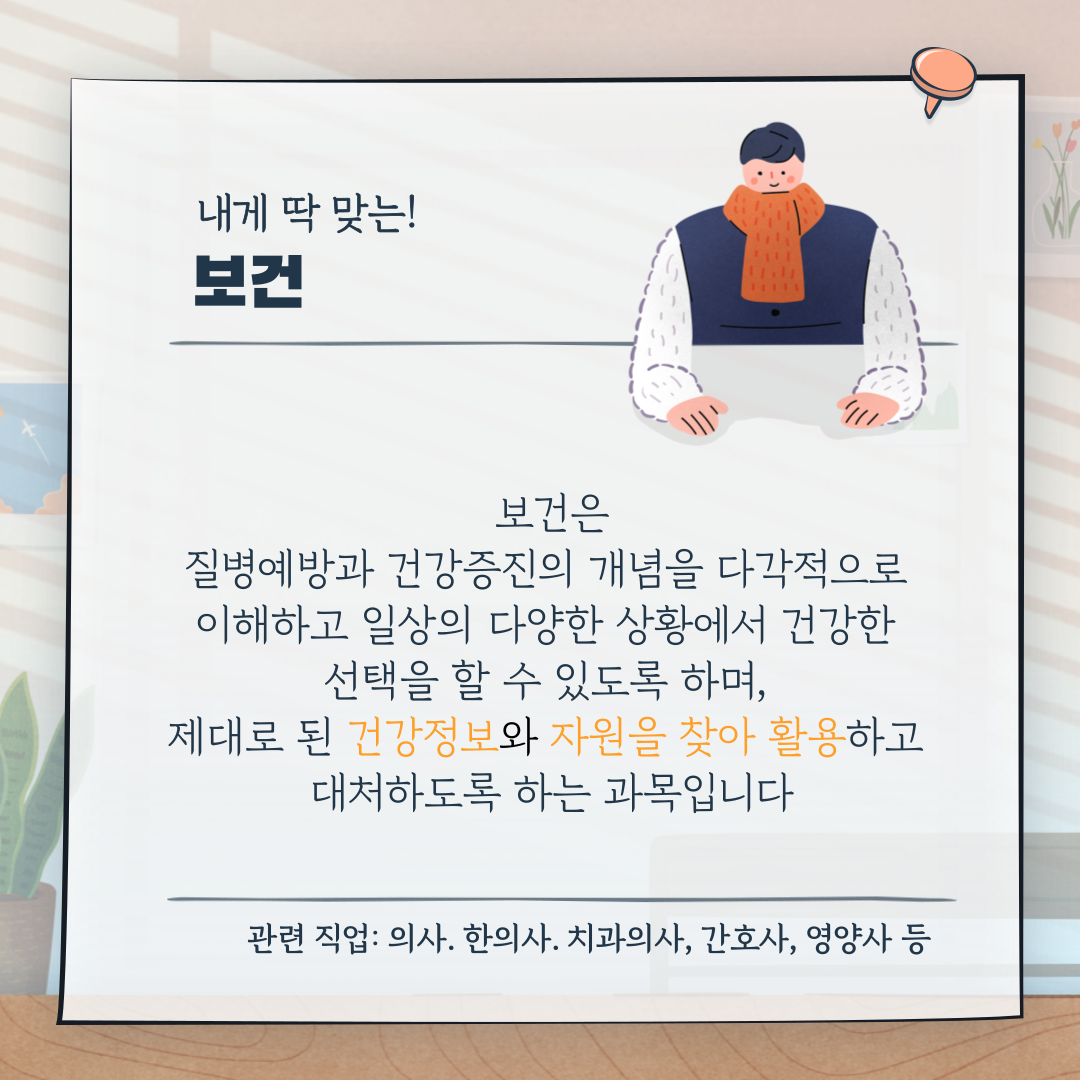 내게 딱 맞는!
보건
보건은
질병예방과 건강증진의 개념을 다각적으로
이해하고 일상의 다양한 상황에서 건강한
선택을 할 수 있도록 하며,
제대로 된 건강정보와 자원을 찾아 활용하고
대처하도록 하는 과목입니다
관련 직업: 의사. 한의사. 치과의사, 간호사, 영양사 등